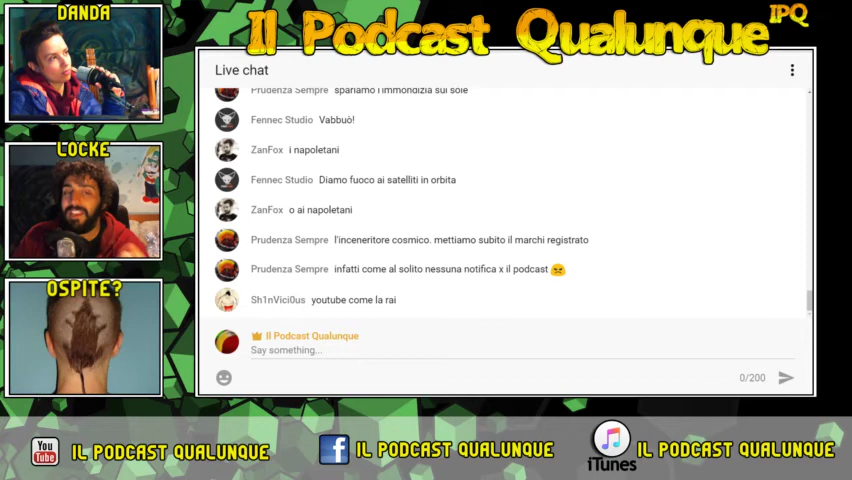 DANDA
Il Podcast Qualunque
IPQ
Live chat
Prudenza Sempre spariamo l'immondizia sul sole
Fennec Studio Vabbuò!
LOCKE
ZanFox i napoletani
Fennec Studio Diamo fuoco ai satelliti in orbita
ZanFox o ai napoletani
Prudenza Sempre l'inceneritore cosmico. mettiamo subito il marchi registrato
Prudenza Sempre infatti come al solito nessuna notifica x il podcast
OSPITE?
Sh1nVici0us youtube come la rai
Il Podcast Qualunque
Say something...
0/200
You Tube
IL PODCAST QUALUNQUE
f
IL PODCAST QUALUNQUE
iTunes
IL PODCAST QUALUNQUE